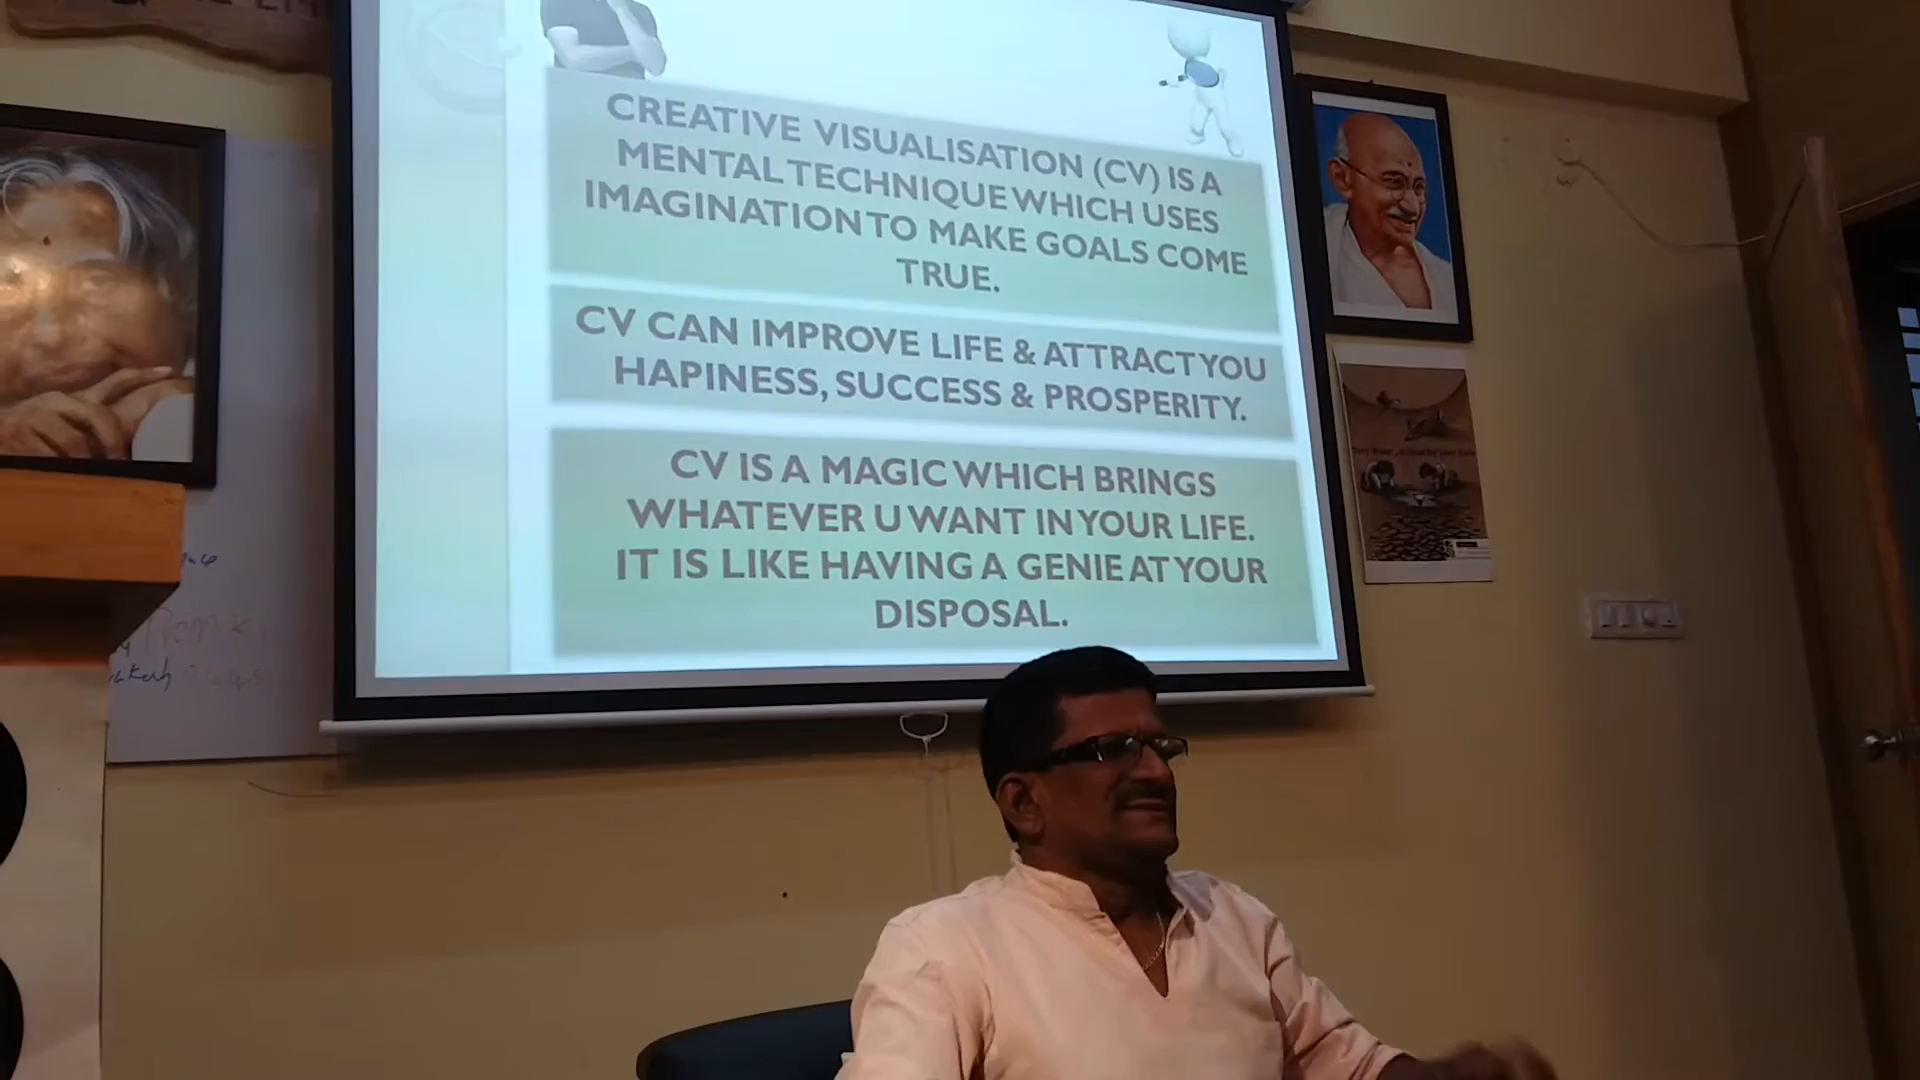 CREATIVE VISUALISATION (CV) IS A
MENTAL TECHNIQUE WHICH USES
IMAGINATION TO MAKE GOALS COME
TRUE.
CV CAN IMPROVE LIFE & ATTRACT YOU
HAPINESS, SUCCESS & PROSPERITY.
CV IS A MAGIC WHICH BRINGS
WHATEVER U WANT IN YOUR LIFE.
IT IS LIKE HAVING A GENIE AT YOUR
DISPOSAL.